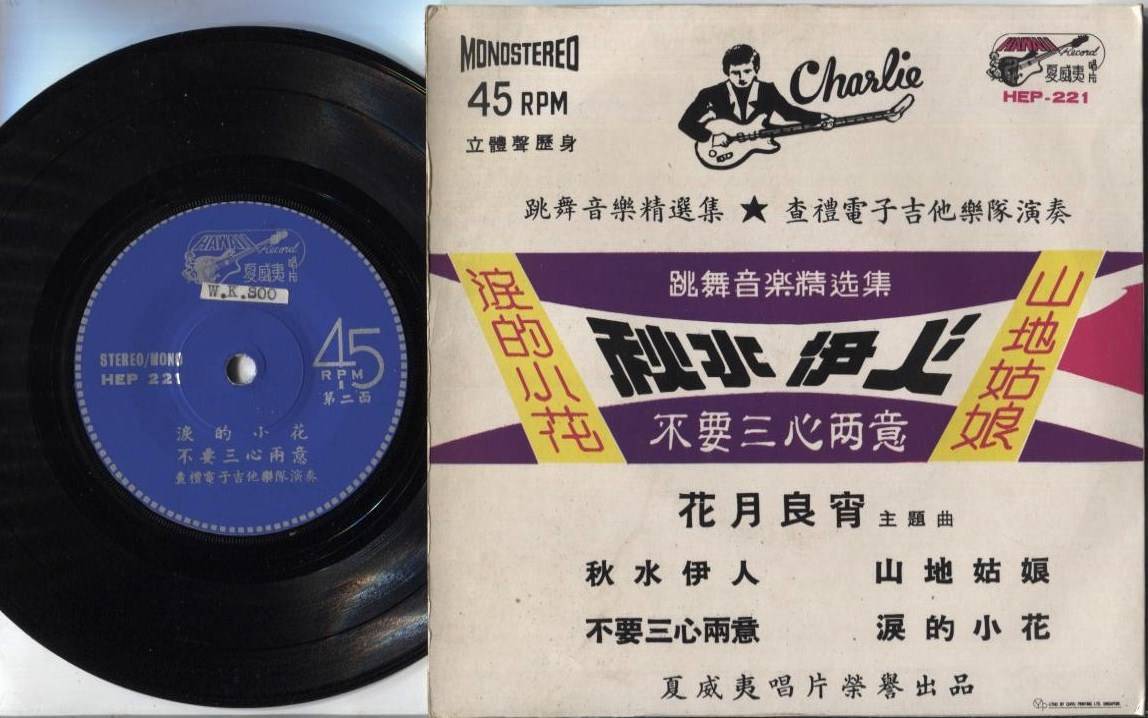 HAWAII Record
夏威夷唱片
W.K.SOO
STEREO/MONO
HEP 221
45
RPM
第二面
淚的小花
不要三心兩意
查禮電子吉他樂隊演奏
MONOSTEREO
45 RPM
立體聲歷身
Charlie
HAWAII Record
夏威夷唱片
HEP-221
跳舞音樂精選集 ★ 查禮電子吉他樂隊演奏
淚的小花
跳舞音楽精选集
秋水伊人
不要三心两意
山地姑娘
花月良宵 主題曲
秋水伊人 山地姑娘
不要三心兩意 淚的小花
夏威夷唱片榮譽出品